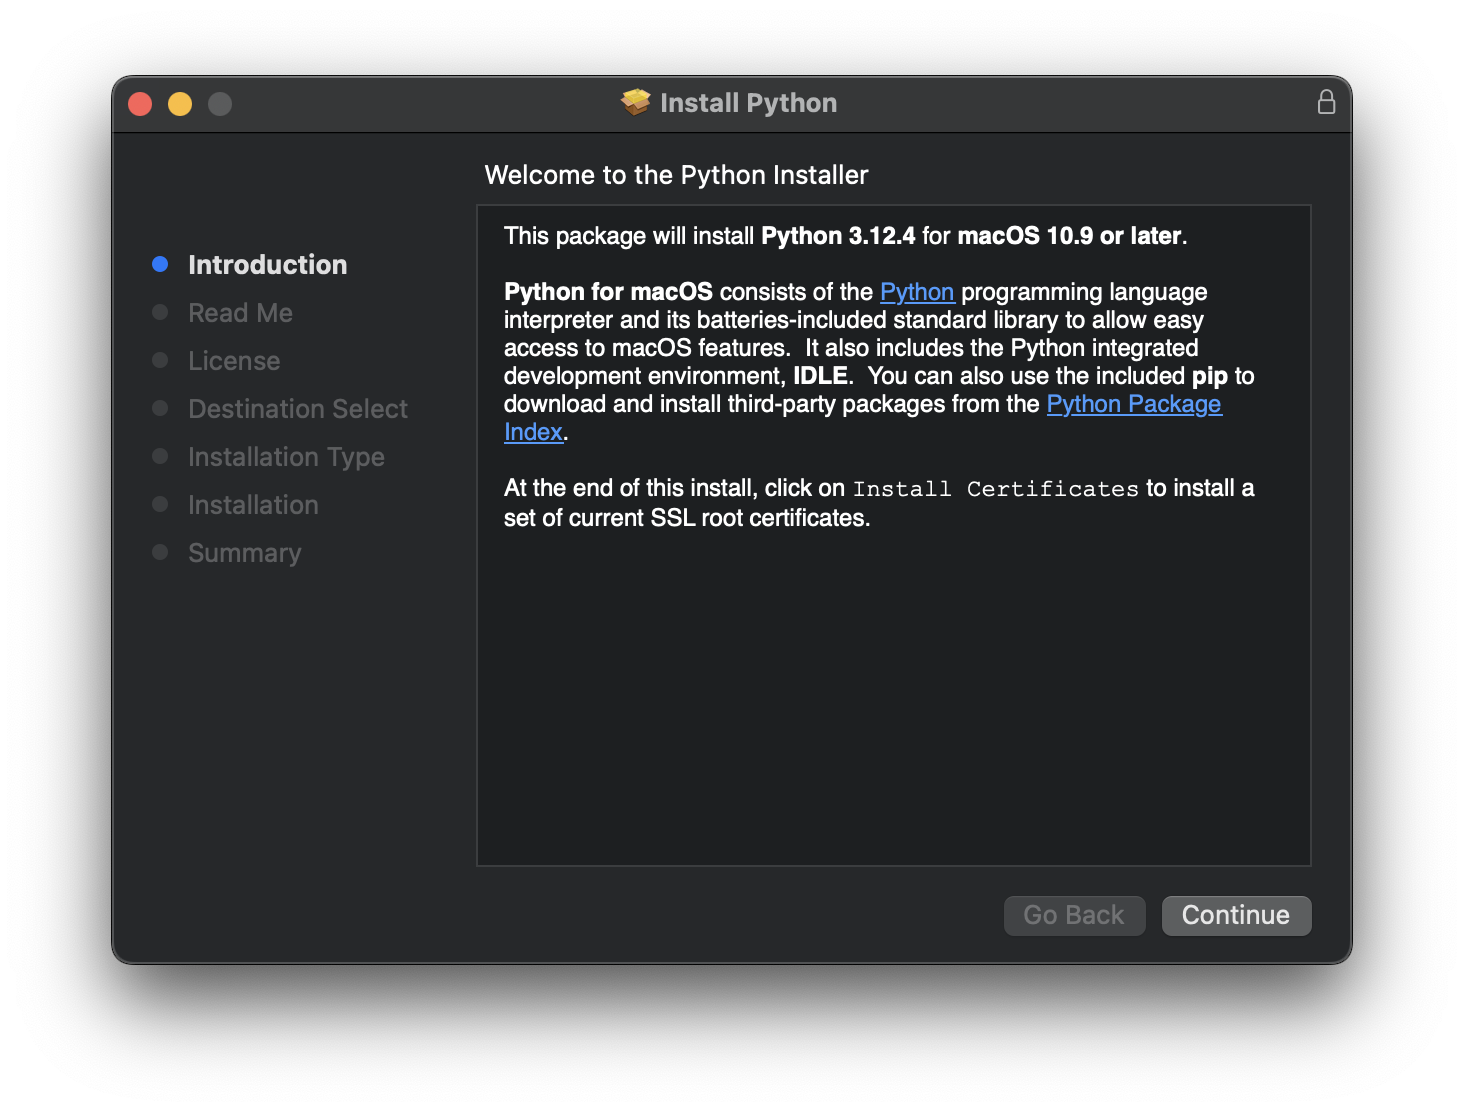 Install Python
Welcome to the Python Installer
Introduction
Read Me
License
Destination Select
Installation Type
Installation
Summary
This package will install Python 3.12.4 for macOS 10.9 or later.
Python for macOS consists of the Python programming language
interpreter and its batteries-included standard library to allow easy
access to macOS features.  It also includes the Python integrated
development environment, IDLE.  You can also use the included pip to
download and install third-party packages from the Python Package
Index.
At the end of this install, click on Install Certificates to install a
set of current SSL root certificates.
Go Back
Continue